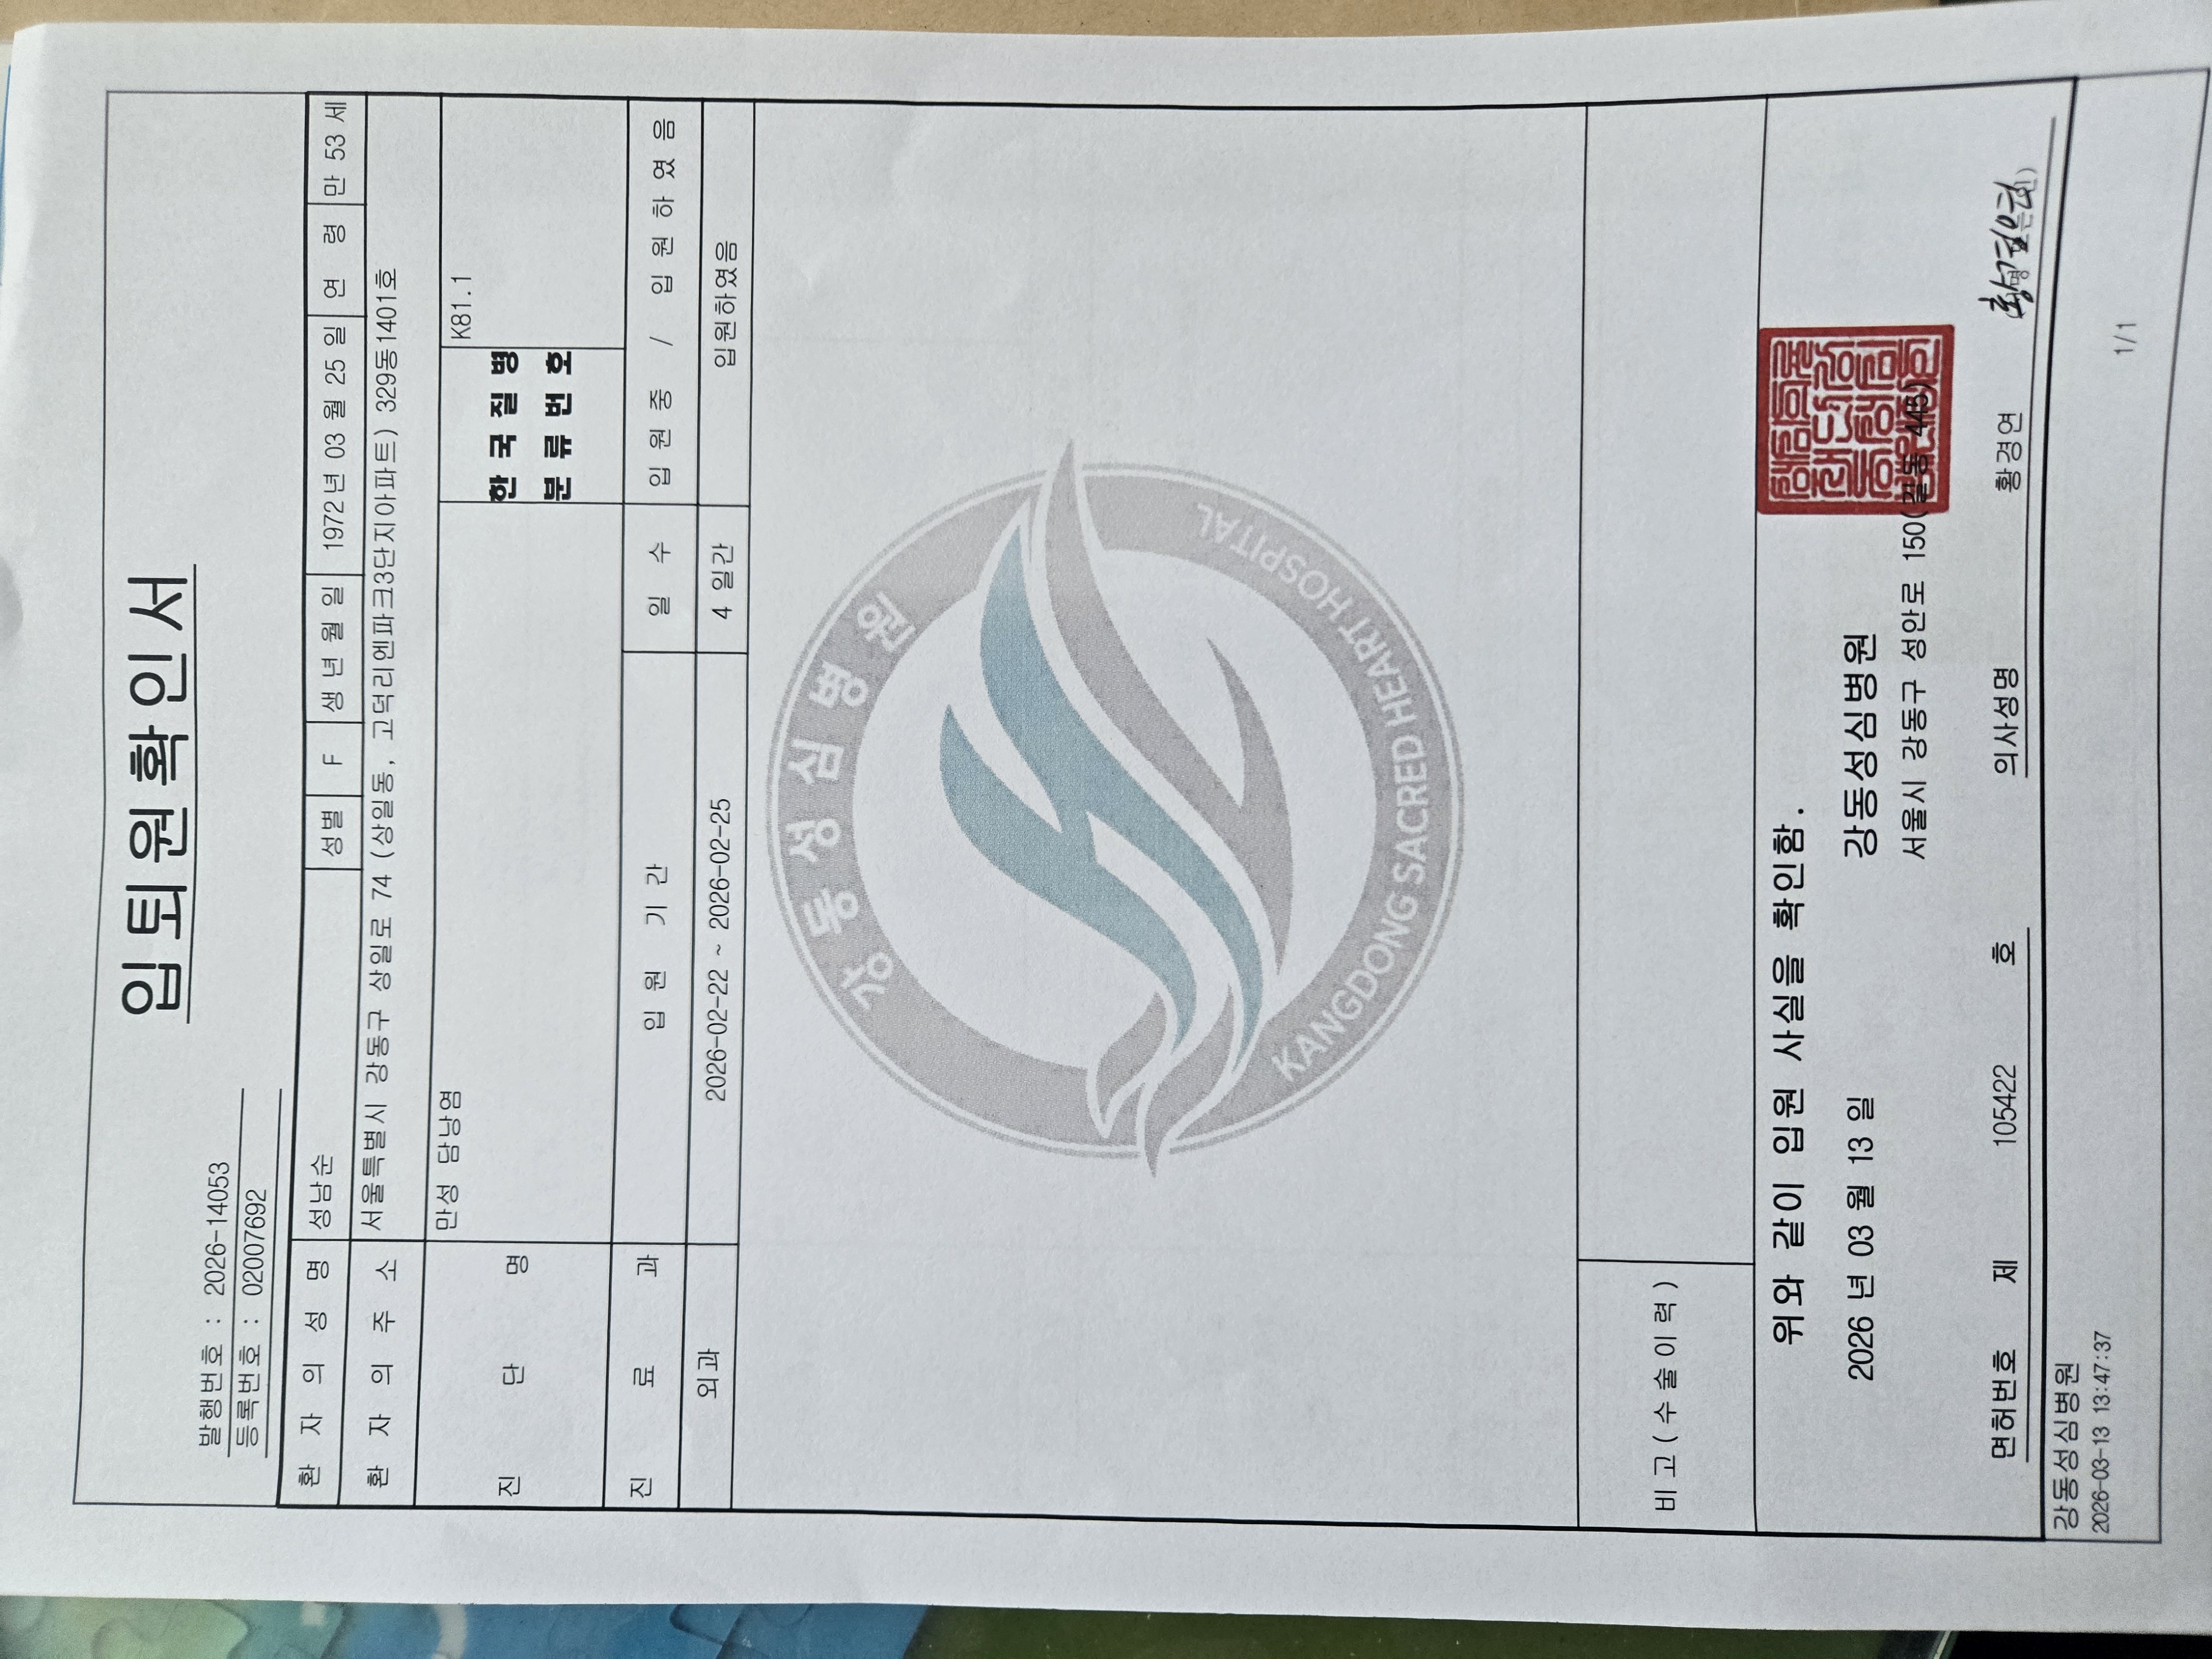 입퇴원확인서
발행번호 : 2026-14053
등록번호 : 02007692
환자의성명 성남순 성별 F 생년월일 1972년 03 월 25 일 연령 만 53 세
환자의주소 서울특별시 강동구 상일로 74 (상일동, 고덕리엔파크3단지아파트) 329동1401호
진단명 만성 담낭염 한국질병 분류번호 K81.1
진료과 입원기간 일수 입원중 / 입원하였음
외과 2026-02-22 ~ 2026-02-25 4 일간 입원하였음
강동성심병원
KANGDONG SACRED HEART HOSPITAL
비고(수술이력)
위와 같이 입원 사실을 확인함.
2026 년 03 월 13 일 강동성심병원
서울시 강동구 성안로 150(길동 445)
면허번호 제 105422 호 의사성명 황경연
강동성심병원
2026-03-13 13:47:37
1/1